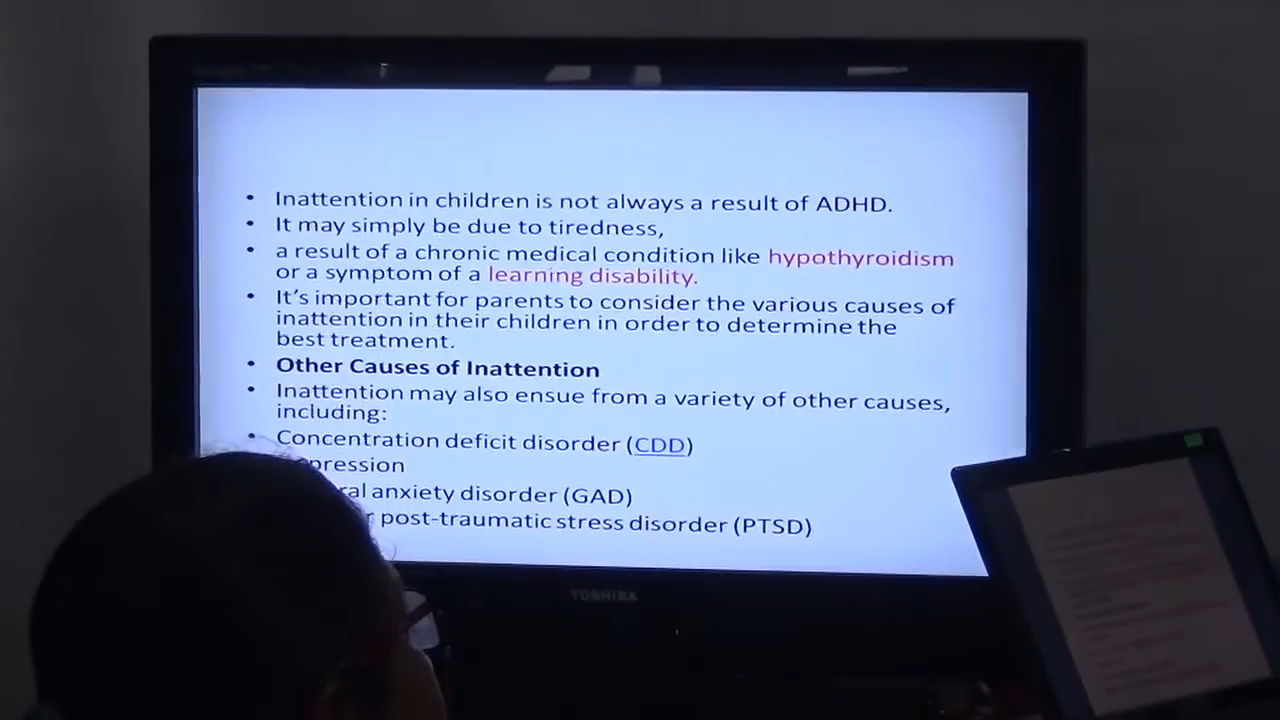 • Inattention in children is not always a result of ADHD.
• It may simply be due to tiredness,
• a result of a chronic medical condition like hypothyroidism
or a symptom of a learning disability.
• It's important for parents to consider the various causes of
inattention in their children in order to determine the
best treatment.
• Other Causes of Inattention
• Inattention may also ensue from a variety of other causes,
including:
• Concentration deficit disorder (CDD)
pression
anxiety disorder (GAD)
post-traumatic stress disorder (PTSD)
TOSHIBA